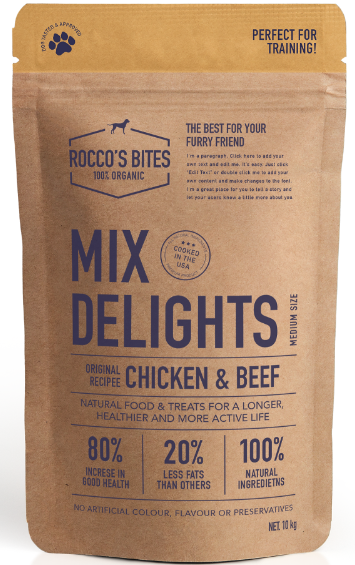 DOG TESTED & APPROVED
PERFECT FOR
TRAINING!
ROCCO'S BITES
100% ORGANIC
THE BEST FOR YOUR
FURRY FRIEND
I'm a paragraph. Click here to add your
own text and edit me. It's easy. Just click
"Edit Text" or double click me to add your
own content and make changes to the font.
I'm a great place for you to tell a story and
let your users know a little more about you.
MIX
COOKED
IN THE
USA
DELIGHTS
MEDIUM SIZE
ORIGINAL
RECIPEE
CHICKEN & BEEF
NATURAL FOOD & TREATS FOR A LONGER,
HEALTHIER AND MORE ACTIVE LIFE
80%
INCRESE IN
GOOD HEALTH
20%
LESS FATS
THAN OTHERS
100%
NATURAL
INGREDIETNS
NO ARTIFICIAL COLOUR, FLAVOUR OR PRESERVATIVES
NET. 10 kg